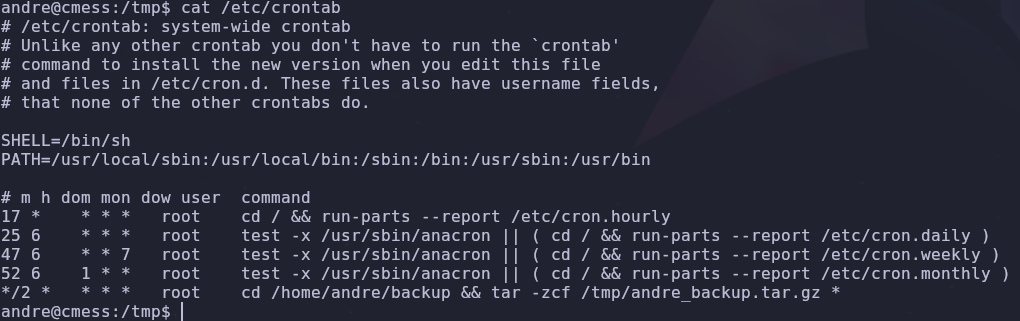 andre@cmess:/tmp$ cat /etc/crontab
# /etc/crontab: system-wide crontab
# Unlike any other crontab you don't have to run the `crontab'
# command to install the new version when you edit this file
# and files in /etc/cron.d. These files also have username fields,
# that none of the other crontabs do.

SHELL=/bin/sh
PATH=/usr/local/sbin:/usr/local/bin:/sbin:/bin:/usr/sbin:/usr/bin

# m h dom mon dow user  command
17 *    * * *   root    cd / && run-parts --report /etc/cron.hourly
25 6    * * *   root    test -x /usr/sbin/anacron || ( cd / && run-parts --report /etc/cron.daily )
47 6    * * 7   root    test -x /usr/sbin/anacron || ( cd / && run-parts --report /etc/cron.weekly )
52 6    1 * *   root    test -x /usr/sbin/anacron || ( cd / && run-parts --report /etc/cron.monthly )
*/2 *   * * *   root    cd /home/andre/backup && tar -zcf /tmp/andre_backup.tar.gz *
andre@cmess:/tmp$